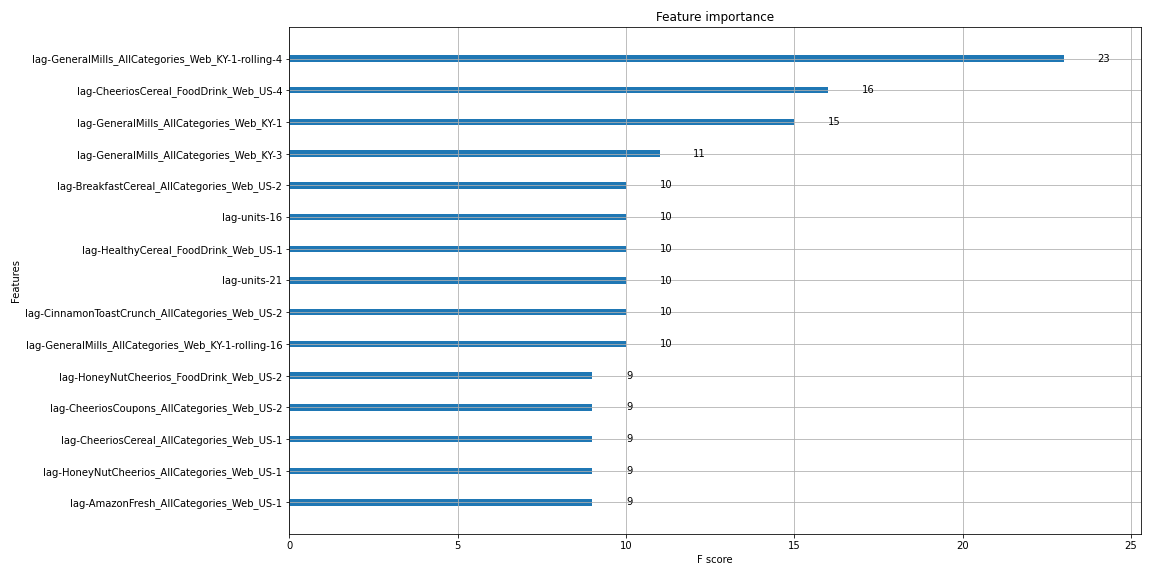 Feature importance
lag-GeneralMills_AllCategories_Web_KY-1-rolling-4 23
lag-CheeriosCereal_FoodDrink_Web_US-4 16
lag-GeneralMills_AllCategories_Web_KY-1 15
lag-GeneralMills_AllCategories_Web_KY-3 11
lag-BreakfastCereal_AllCategories_Web_US-2 10
lag-units-16 10
lag-HealthyCereal_FoodDrink_Web_US-1 10
lag-units-21 10
lag-CinnamonToastCrunch_AllCategories_Web_US-2 10
lag-GeneralMills_AllCategories_Web_KY-1-rolling-16 10
lag-HoneyNutCheerios_FoodDrink_Web_US-2 9
lag-CheeriosCoupons_AllCategories_Web_US-2 9
lag-CheeriosCereal_AllCategories_Web_US-1 9
lag-HoneyNutCheerios_AllCategories_Web_US-1 9
lag-AmazonFresh_AllCategories_Web_US-1 9
Features
0 5 10 15 20 25
F score